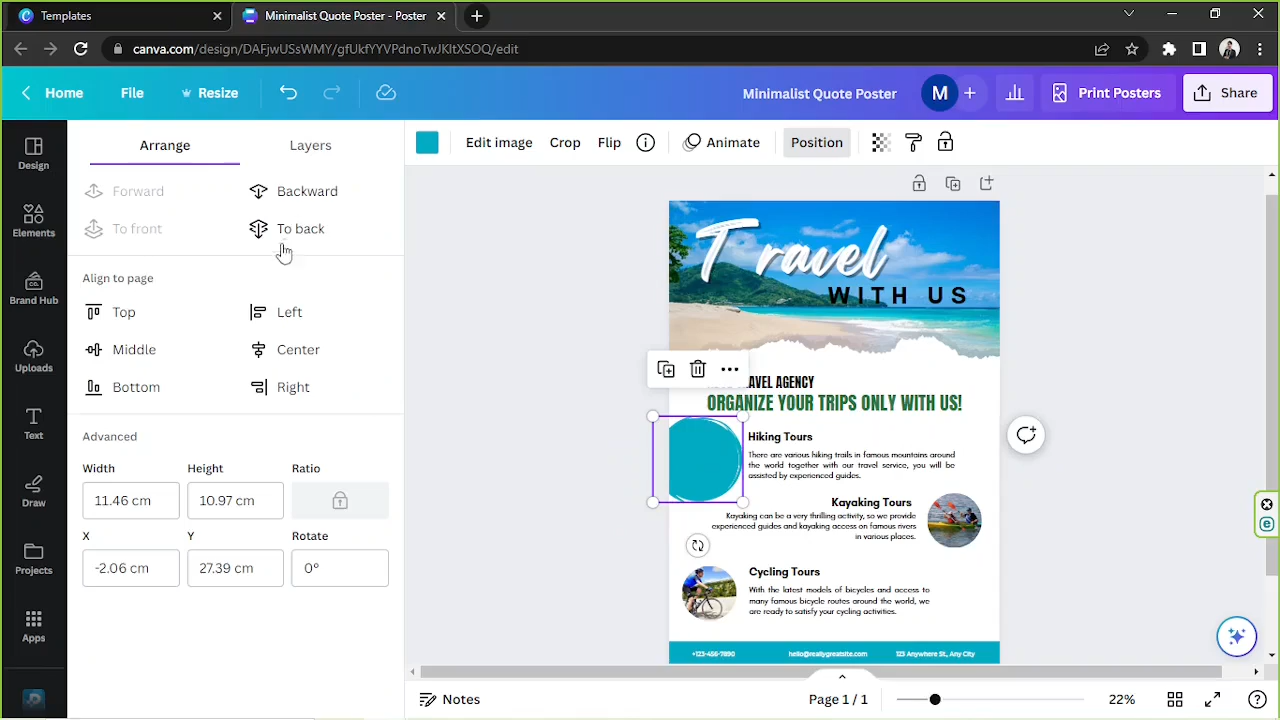 Templates
Minimalist Quote Poster - Poster
canva.com/design/DAFjwUSsWMY/gfUkfYYVPdnoTwJKItXSOQ/edit
Home
File
Resize
Minimalist Quote Poster
M
Print Posters
Share
Design
Elements
Brand Hub
Uploads
Text
Draw
Projects
Apps
Arrange
Layers
Forward
Backward
To front
To back
Align to page
Top
Left
Middle
Center
Bottom
Right
Advanced
Width
Height
Ratio
11.46 cm
10.97 cm
X
Y
Rotate
-2.06 cm
27.39 cm
0°
Edit image
Crop
Flip
Animate
Position
Travel
WITH US
AVEL AGENCY
ORGANIZE YOUR TRIPS ONLY WITH US!
Hiking Tours
There are various hiking trails in famous mountains around
the world together with our travel service, you will be
assisted by experienced guides.
Kayaking Tours
Kayaking can be a very thrilling activity, so we provide
experienced guides and kayaking access on famous rivers
in various places.
Cycling Tours
With the latest models of bicycles and access to
many famous bicycle routes around the world, we
are ready to satisfy your cycling activities.
+123-456-7890
hello@reallygreatsite.com
123 Anywhere St., Any City
Notes
Page 1 / 1
22%